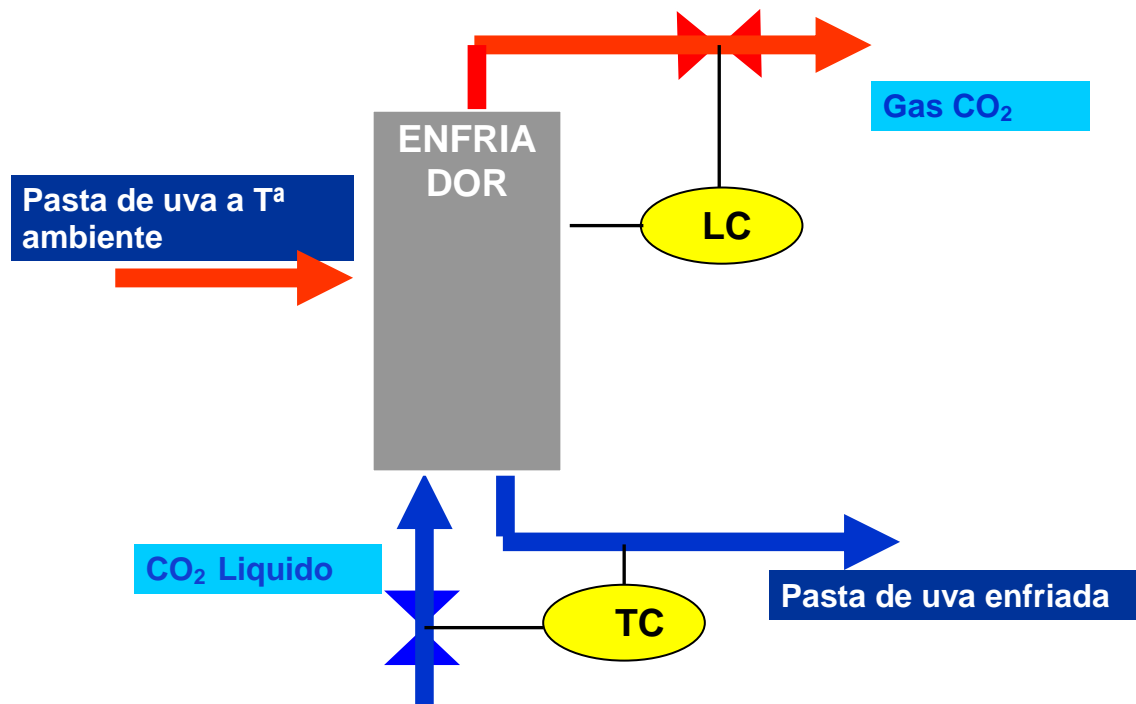 Gas CO₂
ENFRIA
DOR
Pasta de uva a Tª
ambiente
LC
CO₂ Liquido
Pasta de uva enfriada
TC